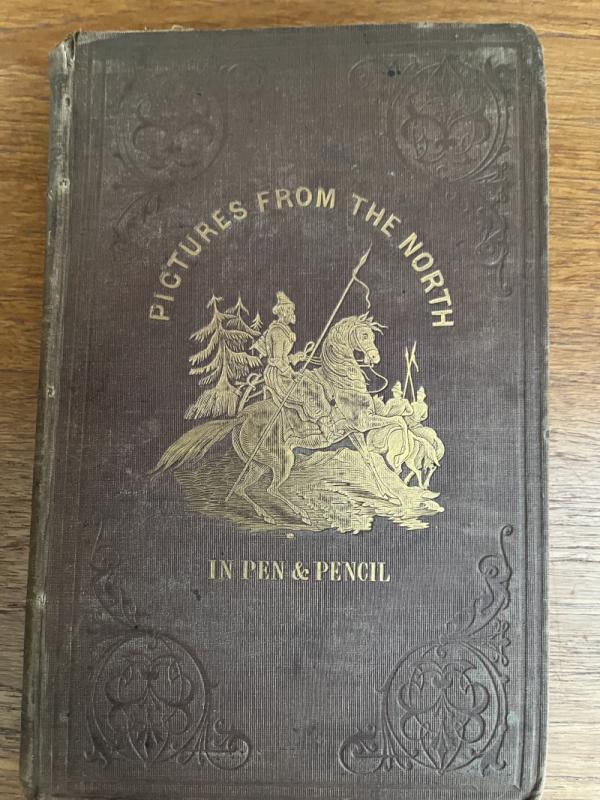 PICTURES FROM THE NORTH
IN PEN & PENCIL